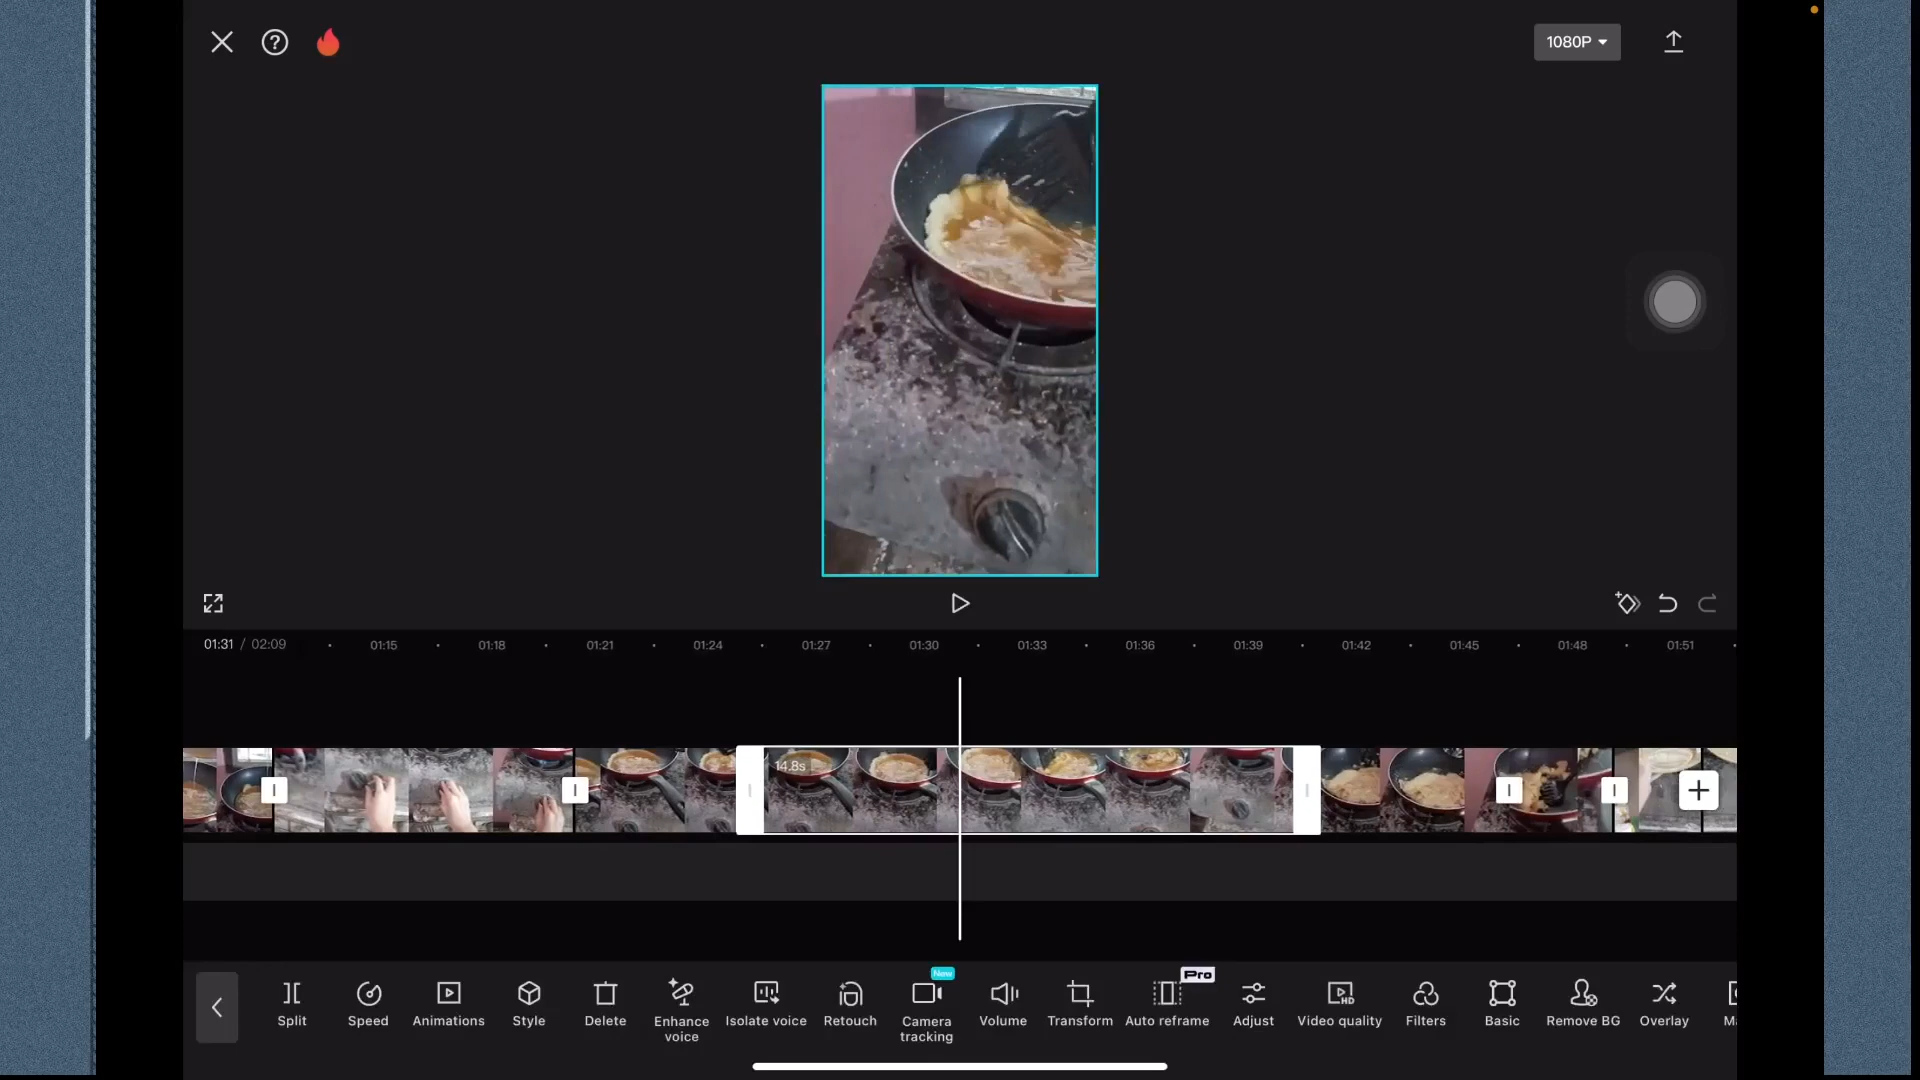 1080P
01:31 / 02:09
01:15 01:18 01:21 01:24 01:27 01:30 01:33 01:36 01:39 01:42 01:45 01:48 01:51
14.8s
New
Pro
Split Speed Animations Style Delete Enhance voice Isolate voice Retouch Camera tracking Volume Transform Auto reframe Adjust Video quality Filters Basic Remove BG Overlay